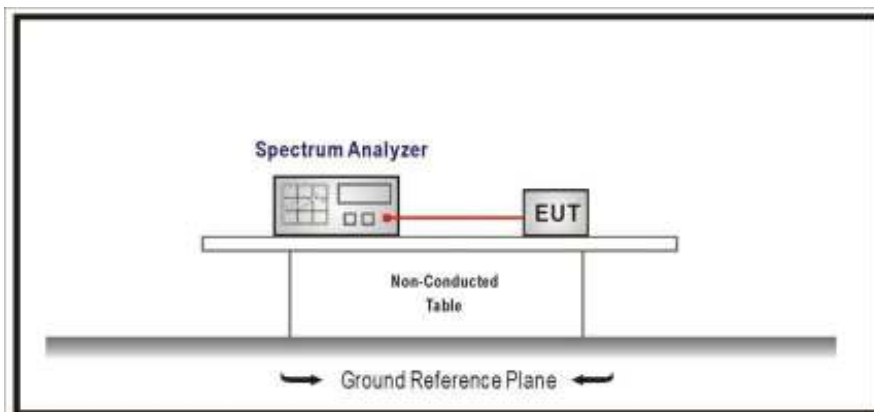 Spectrum Analyzer
EUT
Non-Conducted
Table
Ground Reference Plane